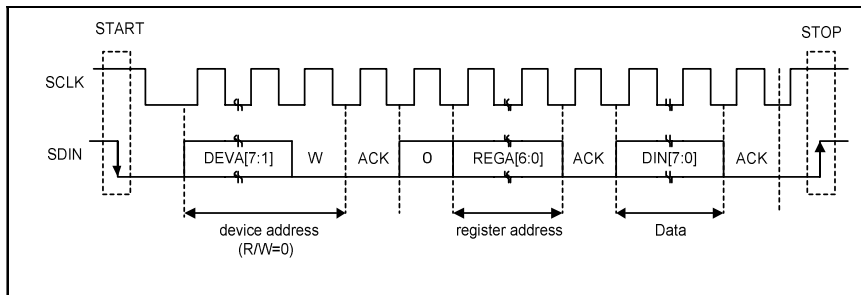 START STOP
SCLK
SDIN DEVA[7:1] W ACK 0 REGA[6:0] ACK DIN[7:0] ACK
device address register address Data
(R/W=0)